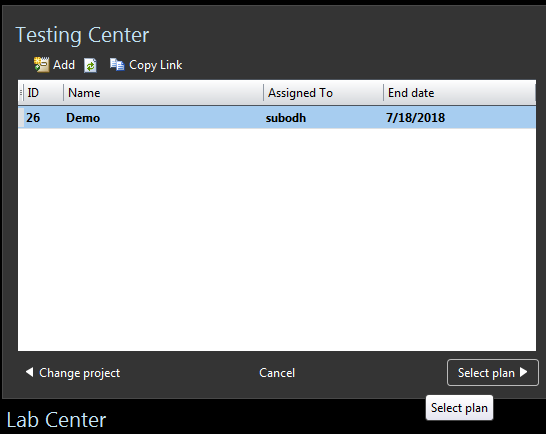 Testing Center
Add Copy Link
ID Name Assigned To End date
26 Demo subodh 7/18/2018
Change project Cancel Select plan
Select plan
Lab Center